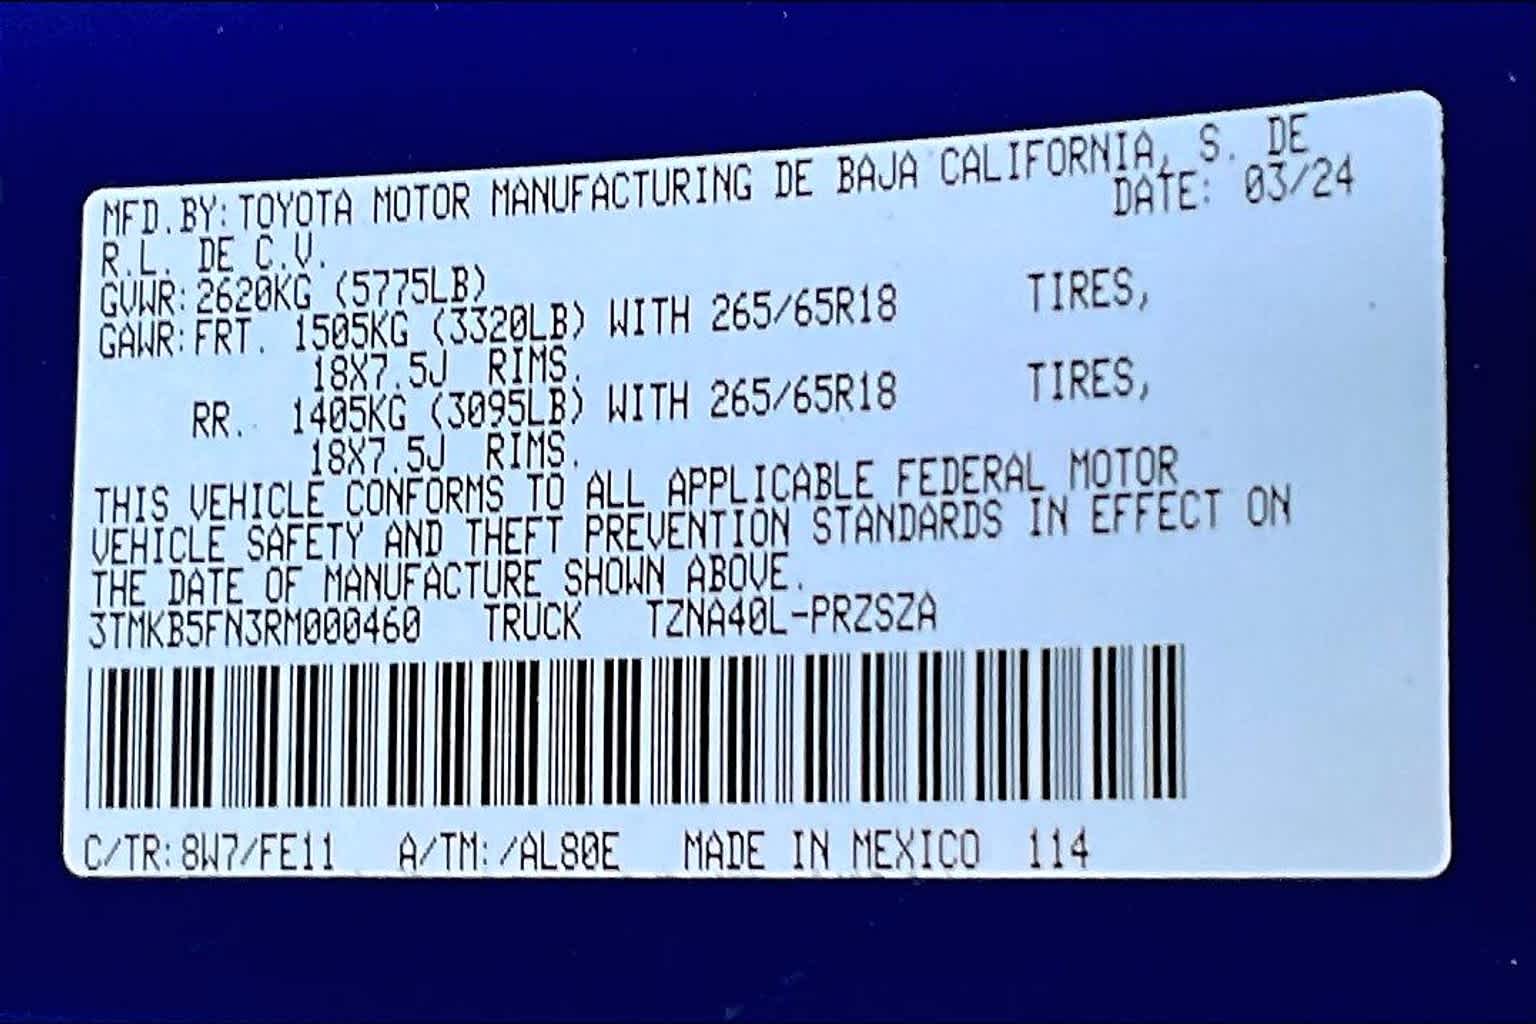 MFD.BY:TOYOTA MOTOR MANUFACTURING DE BAJA CALIFORNIA, S. DE
R.L. DE C.V. DATE: 03/24
GVWR:2620KG (5775LB)
GAWR:FRT. 1505KG (3320LB) WITH 265/65R18 TIRES,
18X7.5J RIMS.
RR. 1405KG (3095LB) WITH 265/65R18 TIRES,
18X7.5J RIMS.
THIS VEHICLE CONFORMS TO ALL APPLICABLE FEDERAL MOTOR
VEHICLE SAFETY AND THEFT PREVENTION STANDARDS IN EFFECT ON
THE DATE OF MANUFACTURE SHOWN ABOVE.
3TMKB5FN3RM000460 TRUCK TZNA40L-PRZSZA
C/TR:8W7/FE11 A/TM:/AL80E MADE IN MEXICO 114